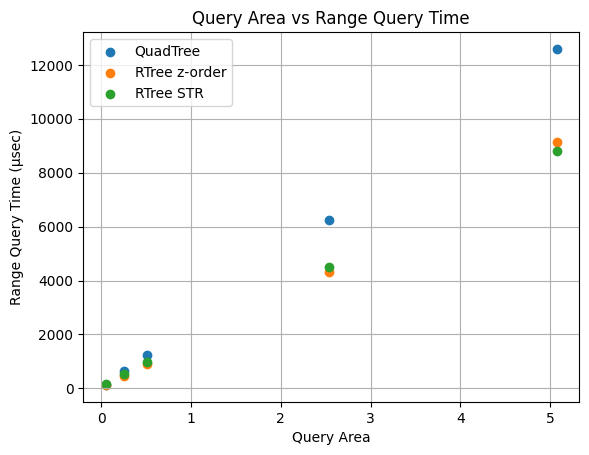 Query Area vs Range Query Time
QuadTree
RTree z-order
RTree STR
Range Query Time (μsec)
12000
10000
8000
6000
4000
2000
0
0 1 2 3 4 5
Query Area